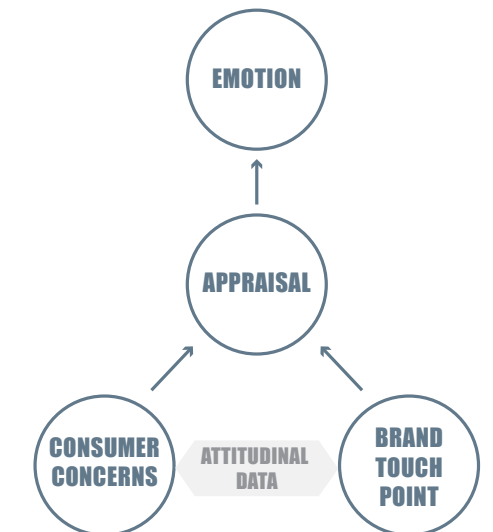 EMOTION
APPRAISAL
CONSUMER
CONCERNS
ATTITUDINAL
DATA
BRAND
TOUCH
POINT